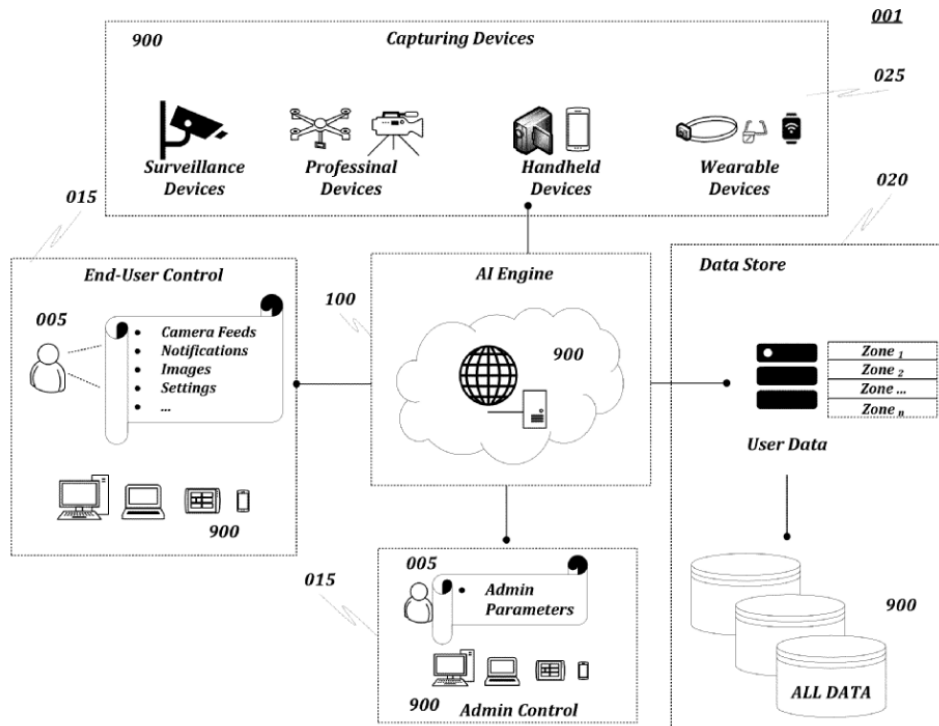 001
900
Capturing Devices
025
Surveillance
Devices
Professinal
Devices
Handheld
Devices
Wearable
Devices
015
020
End-User Control
005
• Camera Feeds
• Notifications
• Images
• Settings
• ...
900
100
AI Engine
900
Data Store
Zone 1
Zone 2
Zone ...
Zone n
User Data
900
ALL DATA
015
005
• Admin
Parameters
900
Admin Control